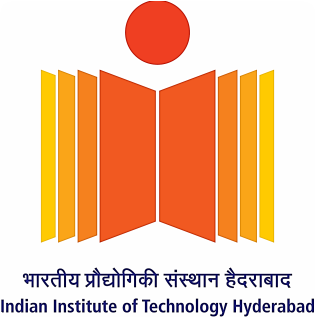 भारतीय प्रौद्योगिकी संस्थान हैदराबाद
Indian Institute of Technology Hyderabad